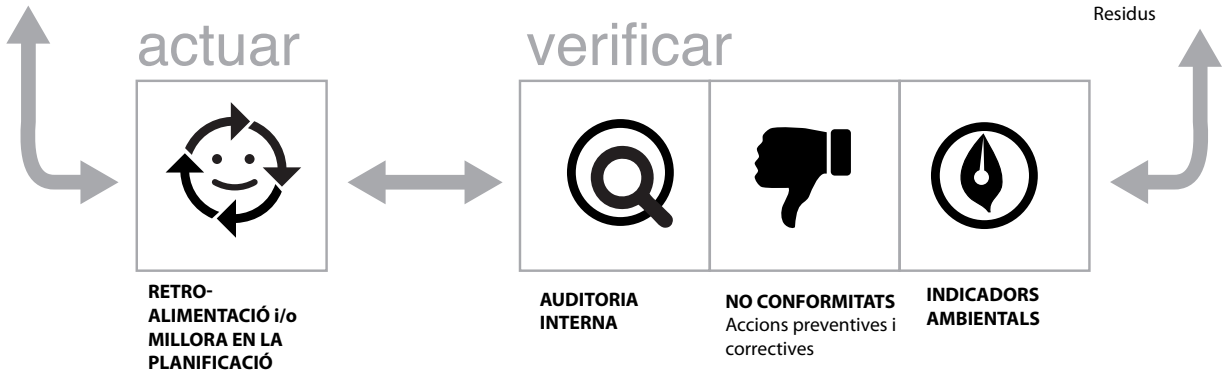 Residus
actuar
verificar
RETRO-
ALIMENTACIÓ i/o
MILLORA EN LA
PLANIFICACIÓ
AUDITORIA
INTERNA
NO CONFORMITATS
Accions preventives i
correctives
INDICADORS
AMBIENTALS